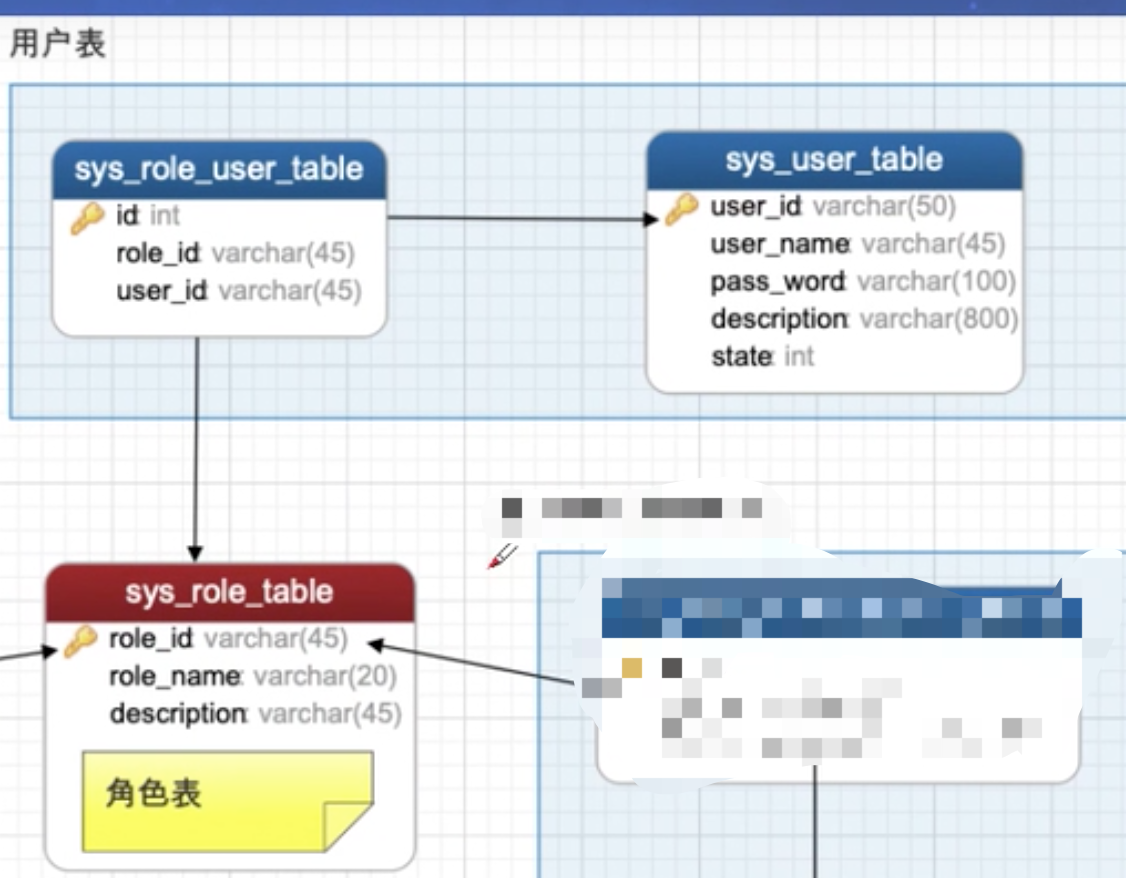 用户表
sys_role_user_table
id: int
role_id: varchar(45)
user_id: varchar(45)
sys_user_table
user_id: varchar(50)
user_name: varchar(45)
pass_word: varchar(100)
description: varchar(800)
state: int
sys_role_table
role_id: varchar(45)
role_name: varchar(20)
description: varchar(45)
角色表